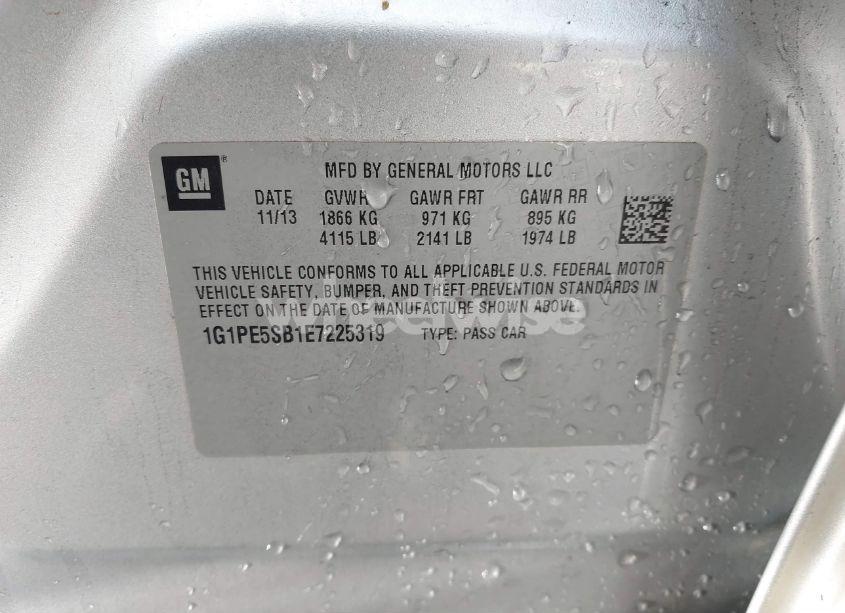 GM
MFD BY GENERAL MOTORS LLC
DATE GVWR GAWR FRT GAWR RR
11/13 1866 KG 971 KG 895 KG
4115 LB 2141 LB 1974 LB
THIS VEHICLE CONFORMS TO ALL APPLICABLE U.S. FEDERAL MOTOR
VEHICLE SAFETY, BUMPER, AND THEFT PREVENTION STANDARDS IN
EFFECT ON THE DATE OF MANUFACTURE SHOWN ABOVE.
1G1PE5SB1E7225319 TYPE: PASS CAR